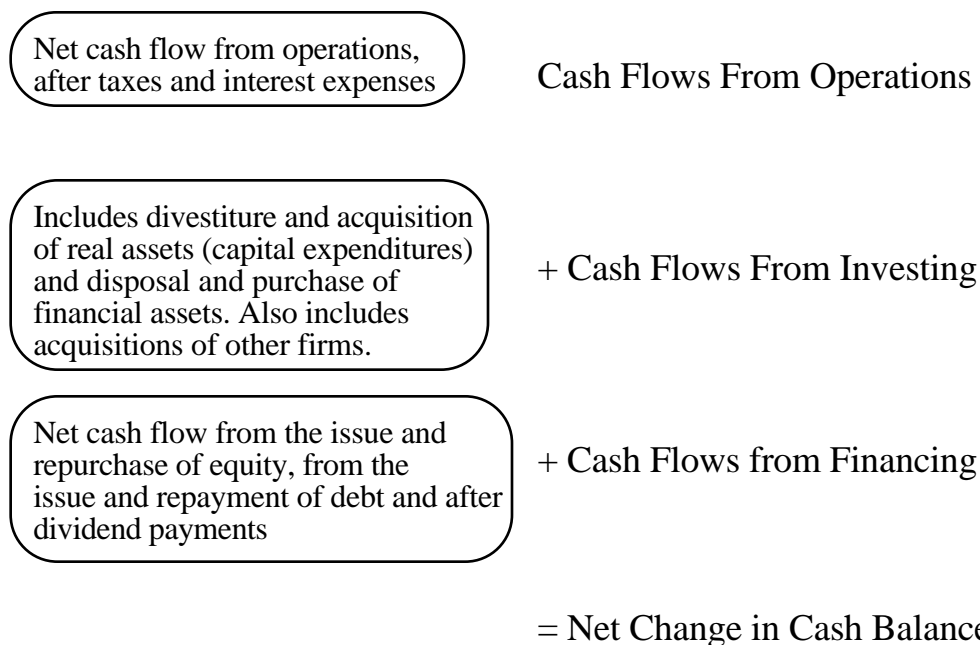 Net cash flow from operations,
after taxes and interest expenses
Cash Flows From Operations
Includes divestiture and acquisition
of real assets (capital expenditures)
and disposal and purchase of
financial assets. Also includes
acquisitions of other firms.
+ Cash Flows From Investing
Net cash flow from the issue and
repurchase of equity, from the
issue and repayment of debt and after
dividend payments
+ Cash Flows from Financing
= Net Change in Cash Balance